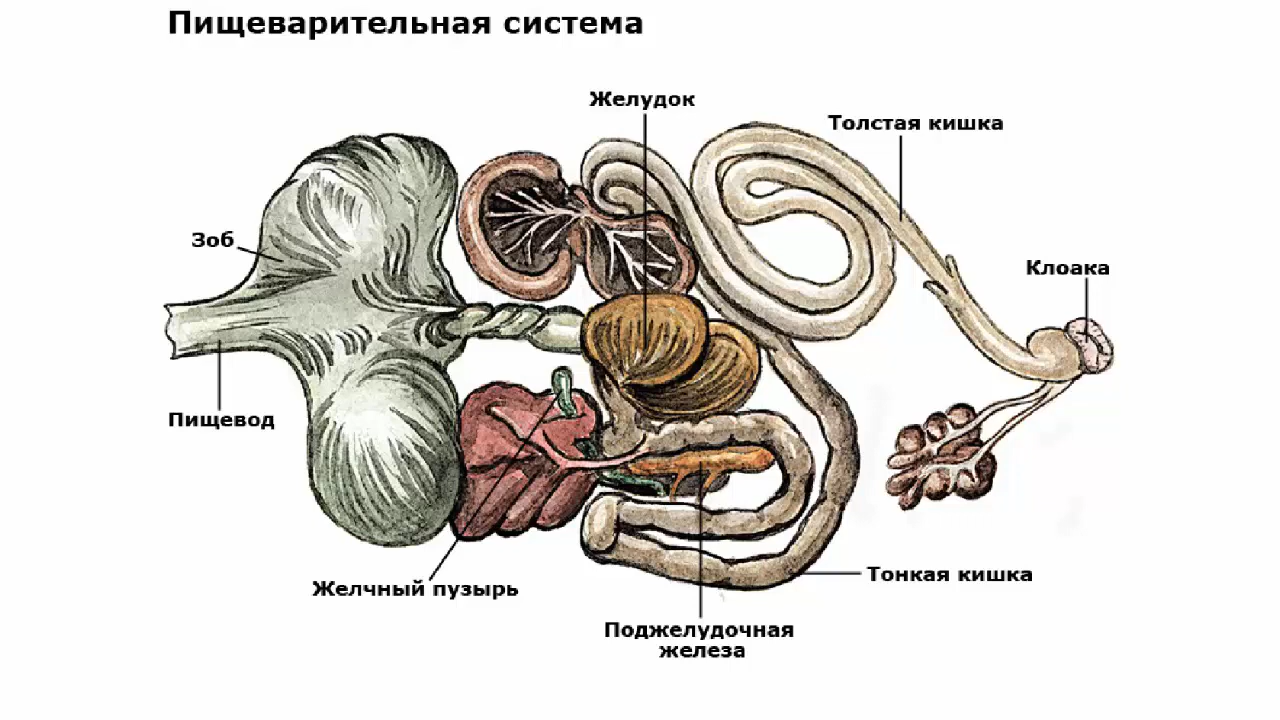 Пищеварительная система
Желудок
Толстая кишка
Зоб
Клоака
Пищевод
Тонкая кишка
Желчный пузырь
Поджелудочная
железа